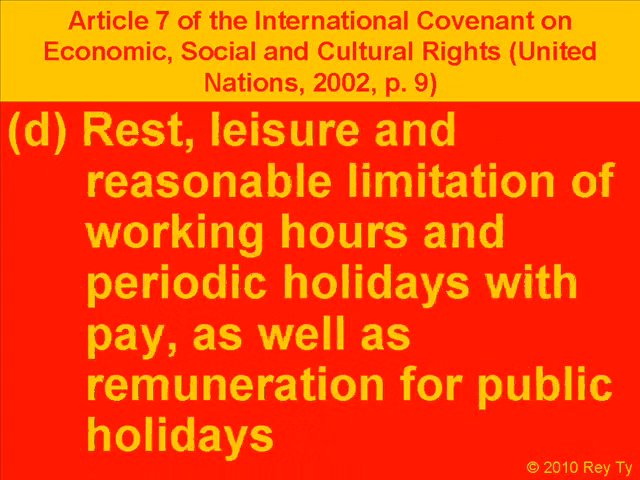 Article 7 of the International Covenant on
Economic, Social and Cultural Rights (United
Nations, 2002, p. 9)
(d) Rest, leisure and
reasonable limitation of
working hours and
periodic holidays with
pay, as well as
remuneration for public
holidays
© 2010 Rey Ty